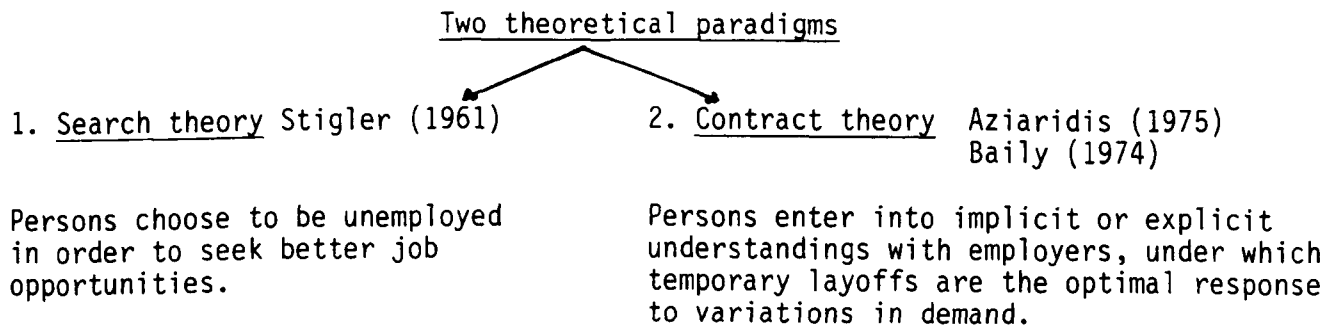 Two theoretical paradigms
1. Search theory Stigler (1961)
Persons choose to be unemployed
in order to seek better job
opportunities.
2. Contract theory Aziaridis (1975)
Baily (1974)
Persons enter into implicit or explicit
understandings with employers, under which
temporary layoffs are the optimal response
to variations in demand.